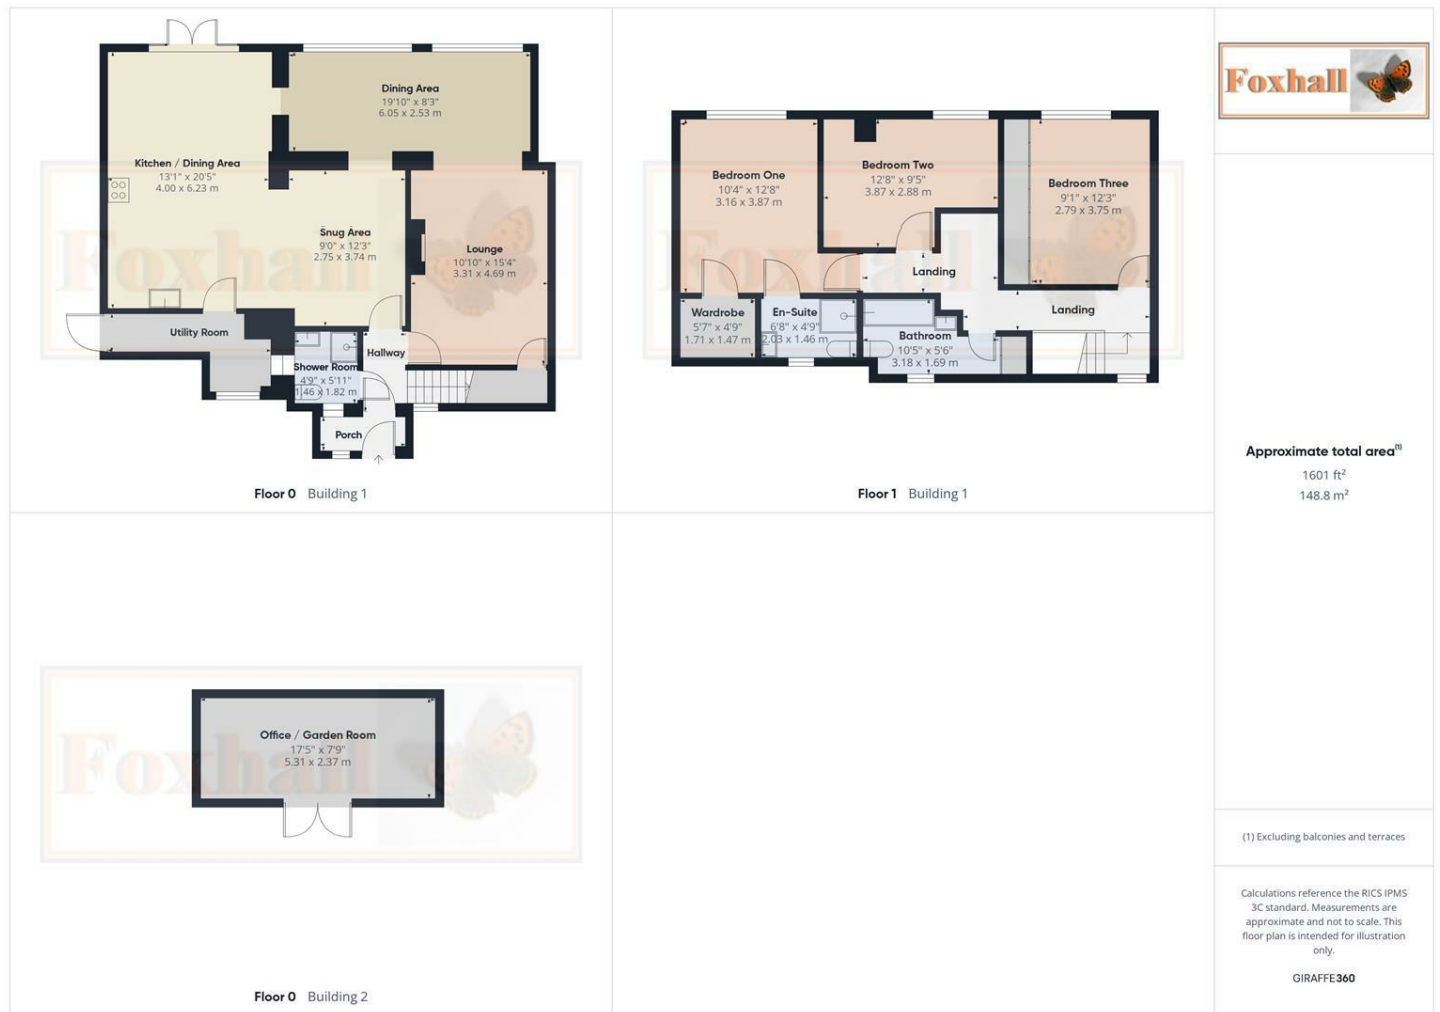 Dining Area
19'10" x 8'3"
6.05 x 2.53 m
Kitchen / Dining Area
13'1" x 20'5"
4.00 x 6.23 m
Snug Area
9'0" x 12'3"
2.75 x 3.74 m
Lounge
10'10" x 15'4"
3.31 x 4.69 m
Utility Room
Hallway
Shower Room
4'9" x 5'11"
1.46 x 1.82 m
Porch
Foxhall
Floor 0 Building 1
Bedroom One
10'4" x 12'8"
3.16 x 3.87 m
Bedroom Two
12'8" x 9'5"
3.87 x 2.88 m
Bedroom Three
9'1" x 12'3"
2.79 x 3.75 m
Landing
Landing
Wardrobe
5'7" x 4'9"
1.71 x 1.47 m
En-Suite
6'8" x 4'9"
2.03 x 1.46 m
Bathroom
10'5" x 5'6"
3.18 x 1.69 m
Foxhall
Floor 1 Building 1
Office / Garden Room
17'5" x 7'9"
5.31 x 2.37 m
Foxhall
Floor 0 Building 2
Foxhall
Approximate total area(1)
1601 ft²
148.8 m²
(1) Excluding balconies and terraces
Calculations reference the RICS IPMS
3C standard. Measurements are
approximate and not to scale. This
floor plan is intended for illustration
only.
GIRAFFE360